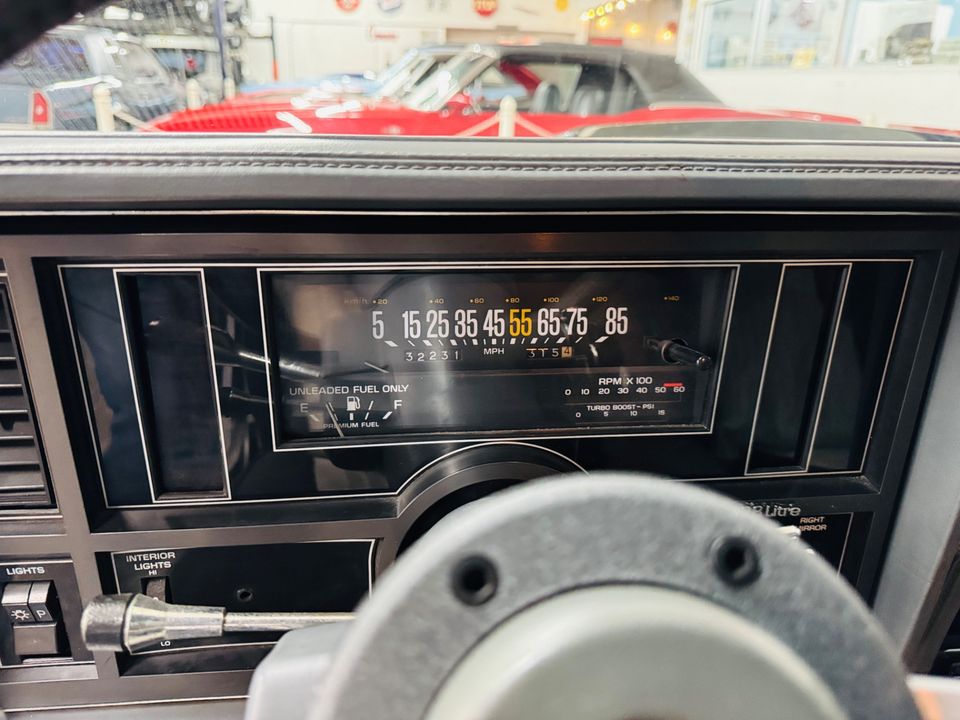 km/h 20 40 60 80 100 120 140
5 15 25 35 45 55 65 75 85
32231 MPH 3154
UNLEADED FUEL ONLY
E F
PREMIUM FUEL
RPM X 100
0 10 20 30 40 50 60
TURBO BOOST-PSI
0 5 10 15
3.8 Litre
RIGHT
MIRROR
INTERIOR
LIGHTS
HI
LO
LIGHTS
P